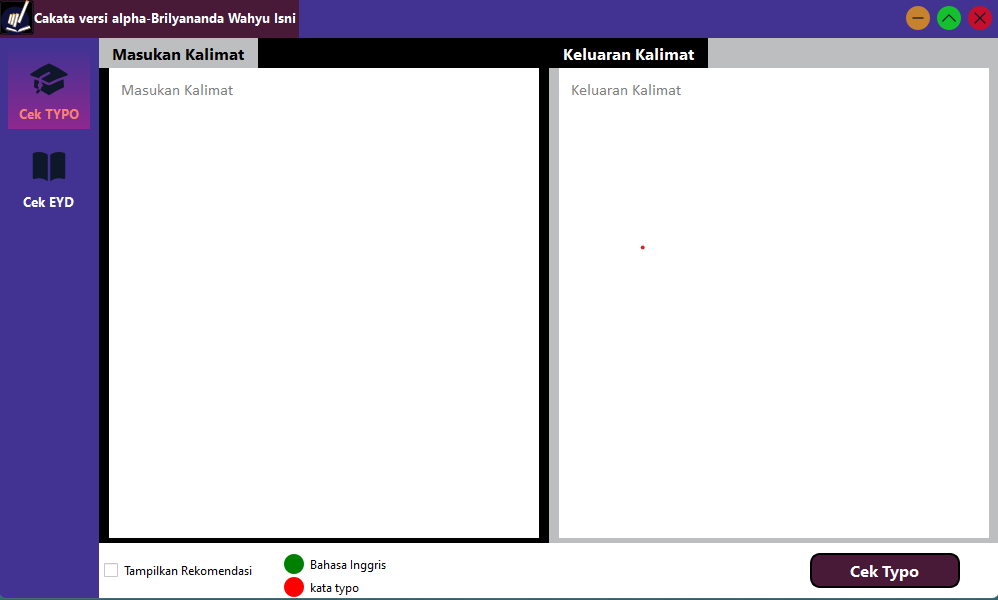 Cakata versi alpha-Brilyananda Wahyu Isni
Cek TYPO
Cek EYD
Masukan Kalimat
Masukan Kalimat
Keluaran Kalimat
Keluaran Kalimat
Tampilkan Rekomendasi
Bahasa Inggris
kata typo
Cek Typo